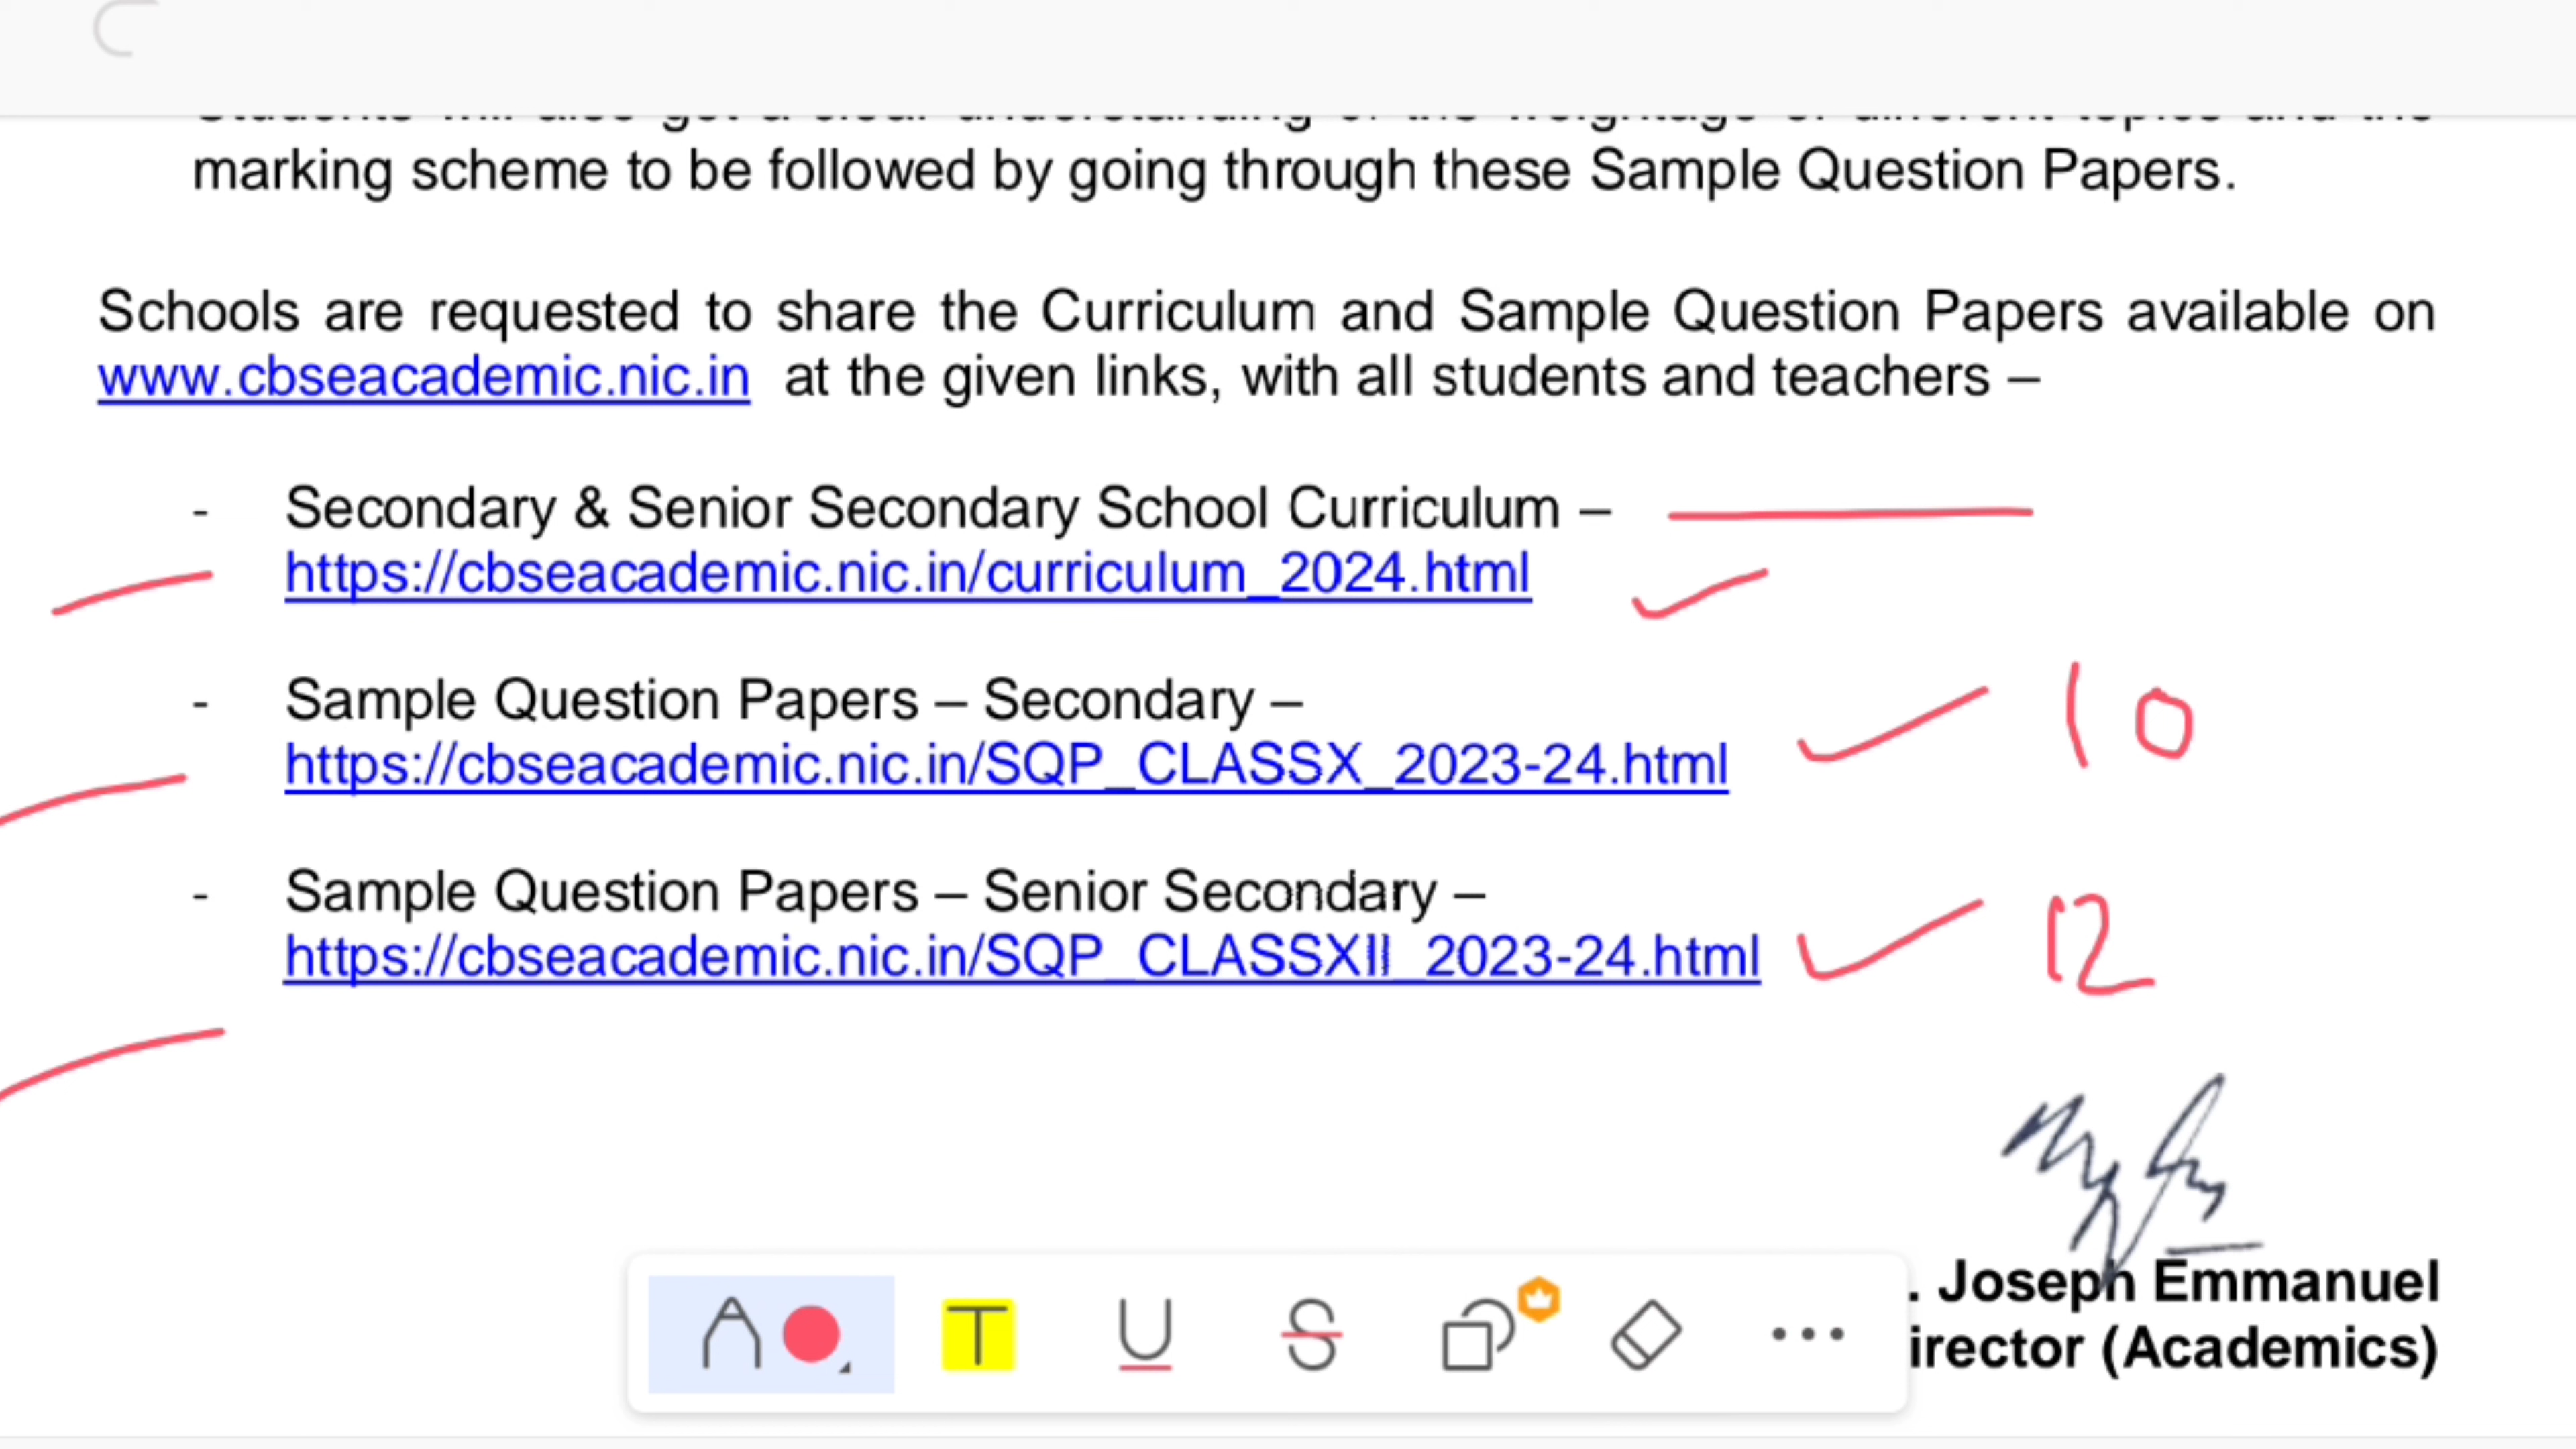 marking scheme to be followed by going through these Sample Question Papers.
Schools are requested to share the Curriculum and Sample Question Papers available on
www.cbseacademic.nic.in at the given links, with all students and teachers –
- Secondary & Senior Secondary School Curriculum –
https://cbseacademic.nic.in/curriculum_2024.html
- Sample Question Papers – Secondary –
https://cbseacademic.nic.in/SQP_CLASSX_2023-24.html
10
- Sample Question Papers – Senior Secondary –
https://cbseacademic.nic.in/SQP_CLASSXII_2023-24.html
12
. Joseph Emmanuel
irector (Academics)